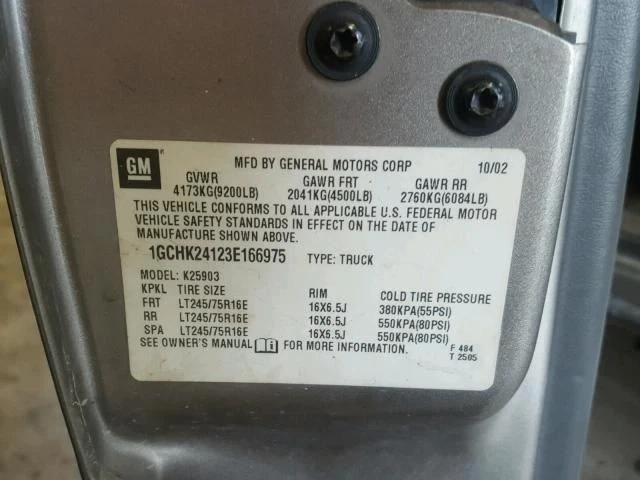 GM MFD BY GENERAL MOTORS CORP 10/02
GVWR GAWR FRT GAWR RR
4173KG(9200LB) 2041KG(4500LB) 2760KG(6084LB)
THIS VEHICLE CONFORMS TO ALL APPLICABLE U.S. FEDERAL MOTOR
VEHICLE SAFETY STANDARDS IN EFFECT ON THE DATE OF
MANUFACTURE SHOWN ABOVE.
1GCHK24123E166975 TYPE: TRUCK
MODEL: K25903
KPKL TIRE SIZE RIM COLD TIRE PRESSURE
FRT LT245/75R16E 16X6.5J 380KPA(55PSI)
RR LT245/75R16E 16X6.5J 550KPA(80PSI)
SPA LT245/75R16E 16X6.5J 550KPA(80PSI)
SEE OWNER'S MANUAL FOR MORE INFORMATION. F 484
T 2505